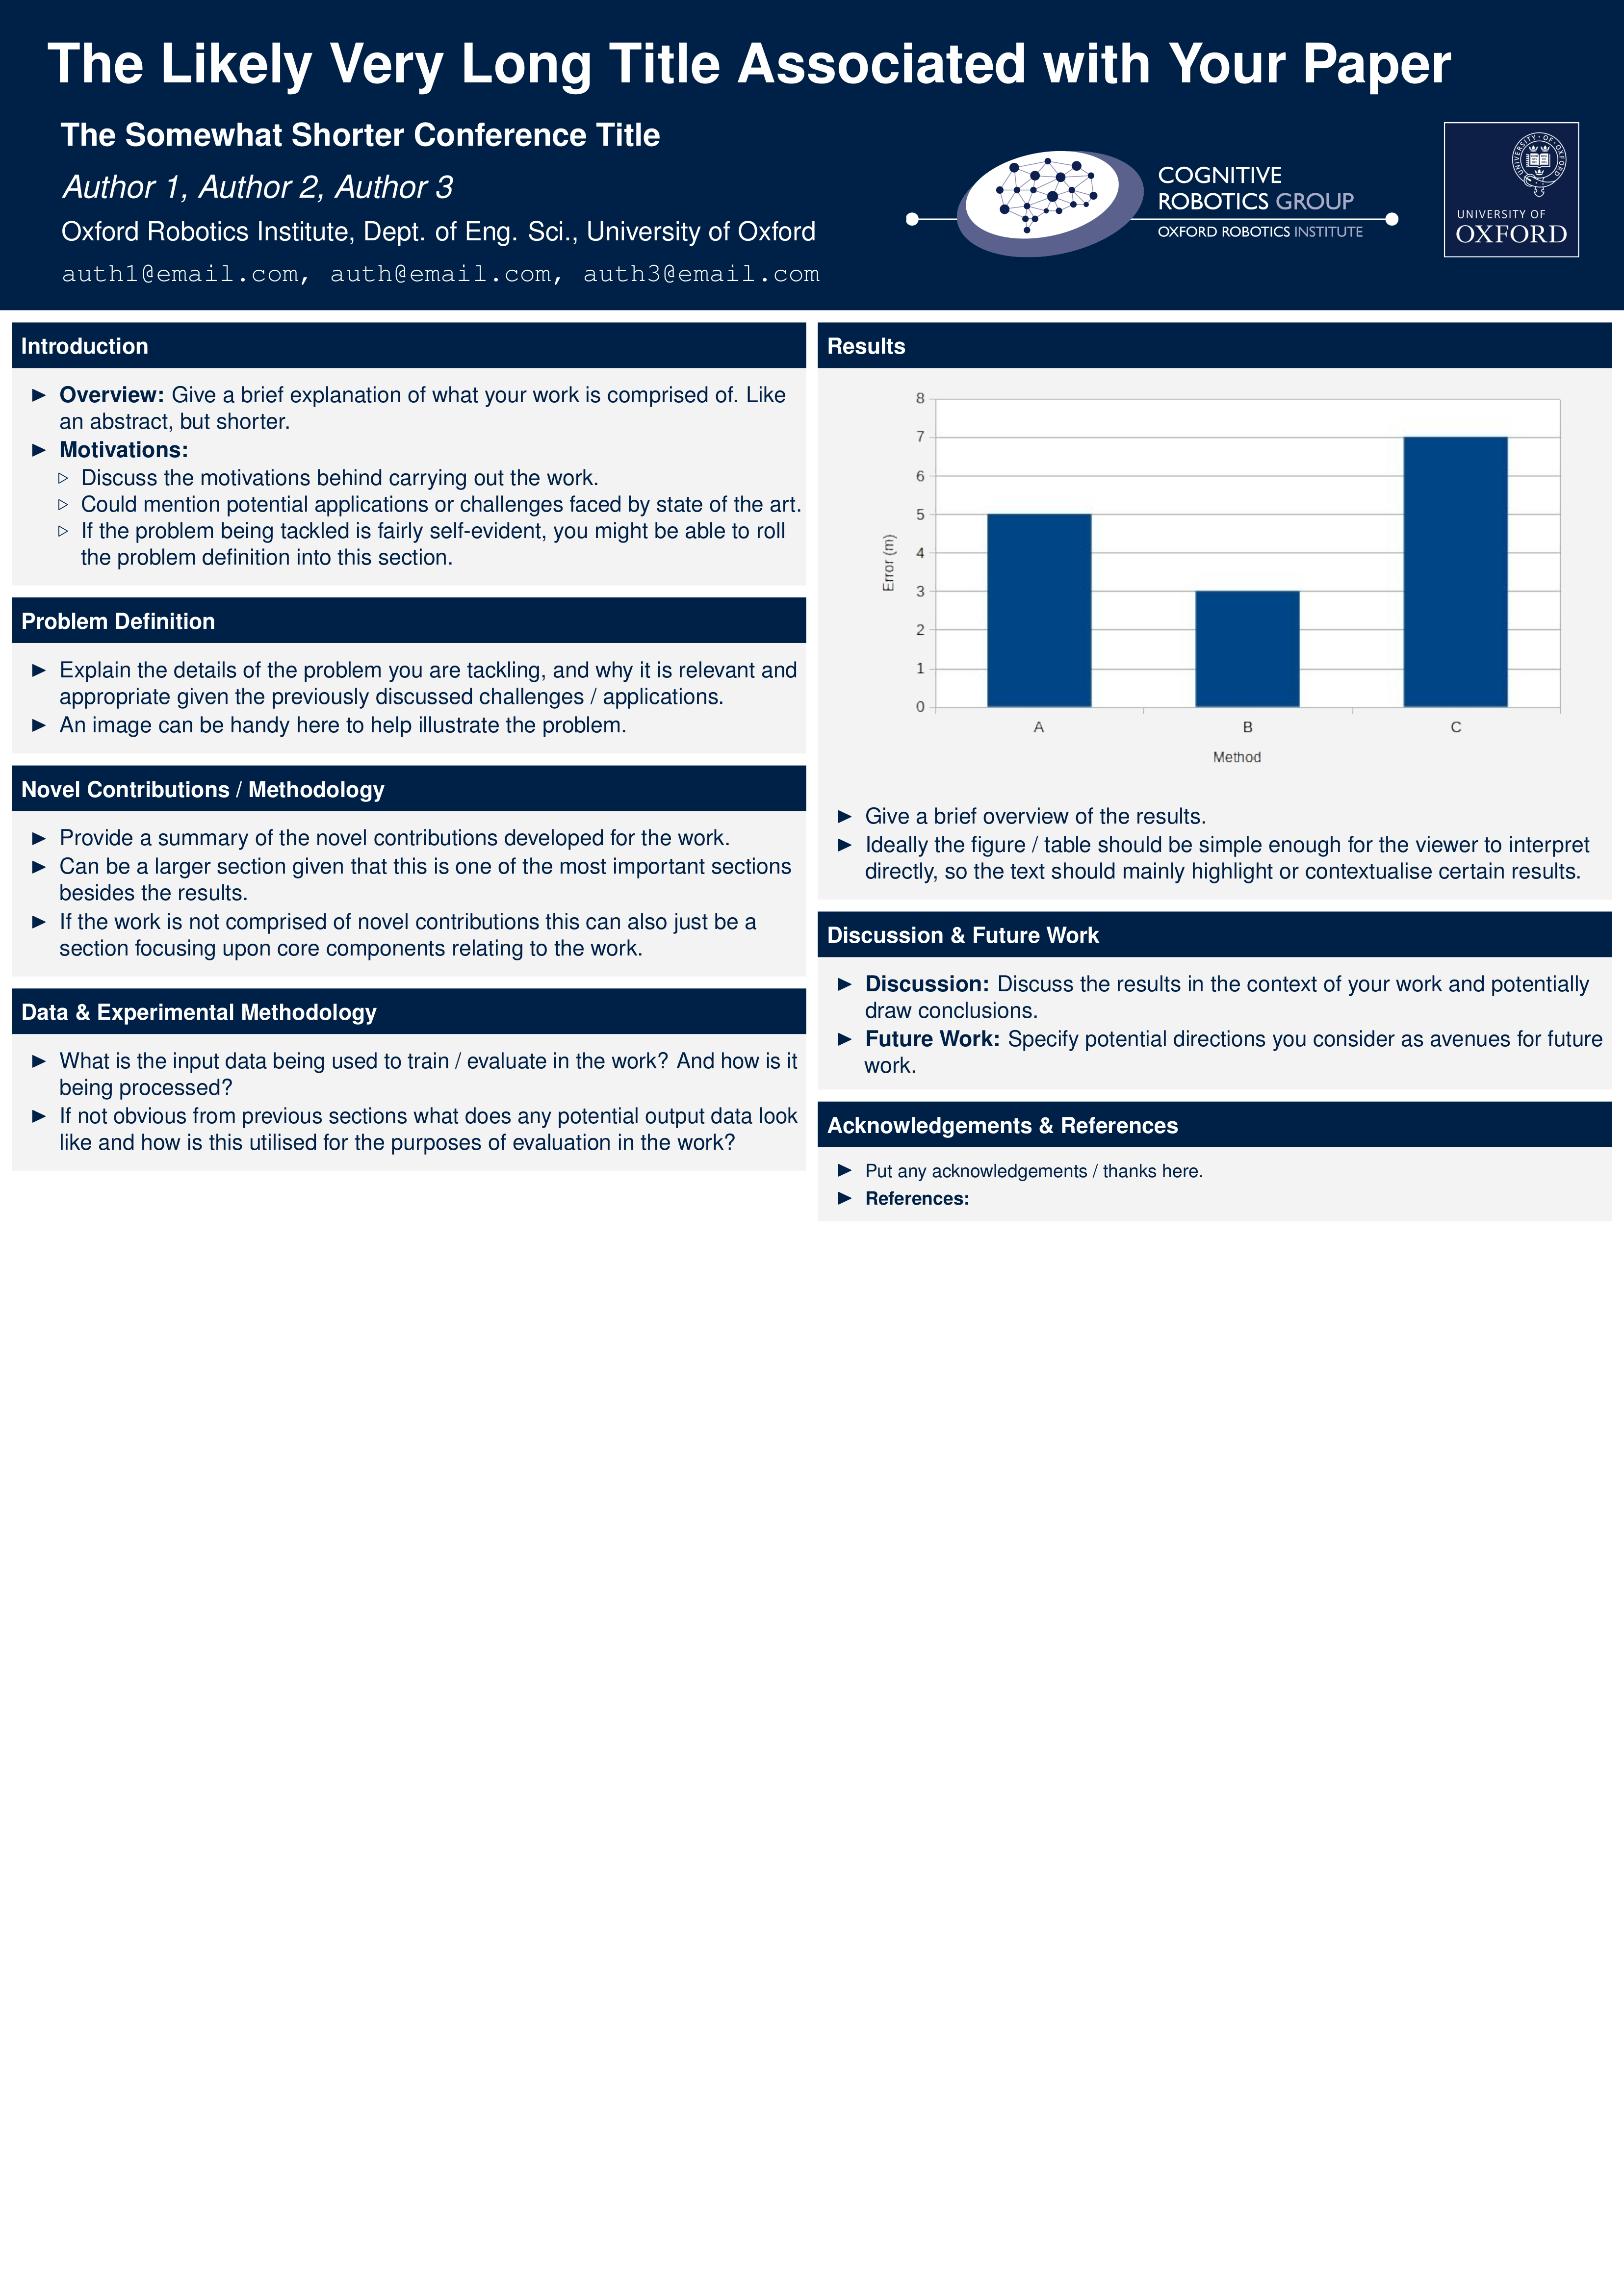 The Likely Very Long Title Associated with Your Paper
The Somewhat Shorter Conference Title
Author 1, Author 2, Author 3
Oxford Robotics Institute, Dept. of Eng. Sci., University of Oxford
auth1@email.com, auth@email.com, auth3@email.com
COGNITIVE
ROBOTICS GROUP
OXFORD ROBOTICS INSTITUTE
UNIVERSITY OF OXFORD
UNIVERSITY OF
OXFORD
Introduction
► Overview: Give a brief explanation of what your work is comprised of. Like
an abstract, but shorter.
► Motivations:
▷ Discuss the motivations behind carrying out the work.
▷ Could mention potential applications or challenges faced by state of the art.
▷ If the problem being tackled is fairly self-evident, you might be able to roll
the problem definition into this section.
Problem Definition
► Explain the details of the problem you are tackling, and why it is relevant and
appropriate given the previously discussed challenges / applications.
► An image can be handy here to help illustrate the problem.
Novel Contributions / Methodology
► Provide a summary of the novel contributions developed for the work.
► Can be a larger section given that this is one of the most important sections
besides the results.
► If the work is not comprised of novel contributions this can also just be a
section focusing upon core components relating to the work.
Data & Experimental Methodology
► What is the input data being used to train / evaluate in the work? And how is it
being processed?
► If not obvious from previous sections what does any potential output data look
like and how is this utilised for the purposes of evaluation in the work?
Results
8
7
6
5
4
3
2
1
0
Error (m)
A B C
Method
► Give a brief overview of the results.
► Ideally the figure / table should be simple enough for the viewer to interpret
directly, so the text should mainly highlight or contextualise certain results.
Discussion & Future Work
► Discussion: Discuss the results in the context of your work and potentially
draw conclusions.
► Future Work: Specify potential directions you consider as avenues for future
work.
Acknowledgements & References
► Put any acknowledgements / thanks here.
► References: